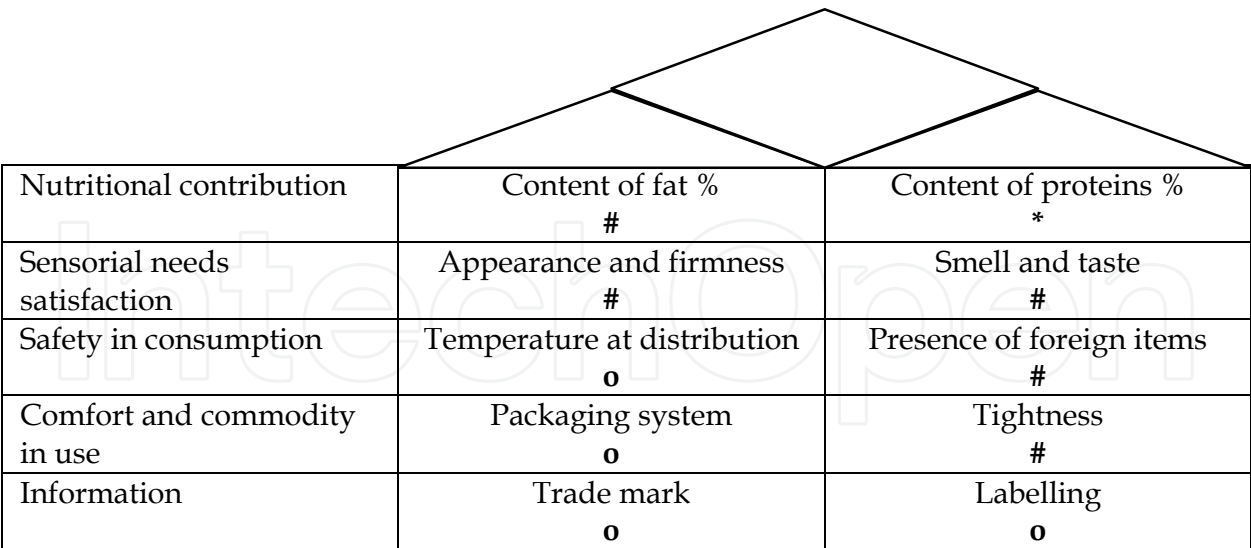 Nutritional contribution
Content of fat %
#
Content of proteins %
*
Sensorial needs
satisfaction
Appearance and firmness
#
Smell and taste
#
Safety in consumption
Temperature at distribution
o
Presence of foreign items
#
Comfort and commodity
in use
Packaging system
o
Tightness
#
Information
Trade mark
o
Labelling
o
IntechOpen